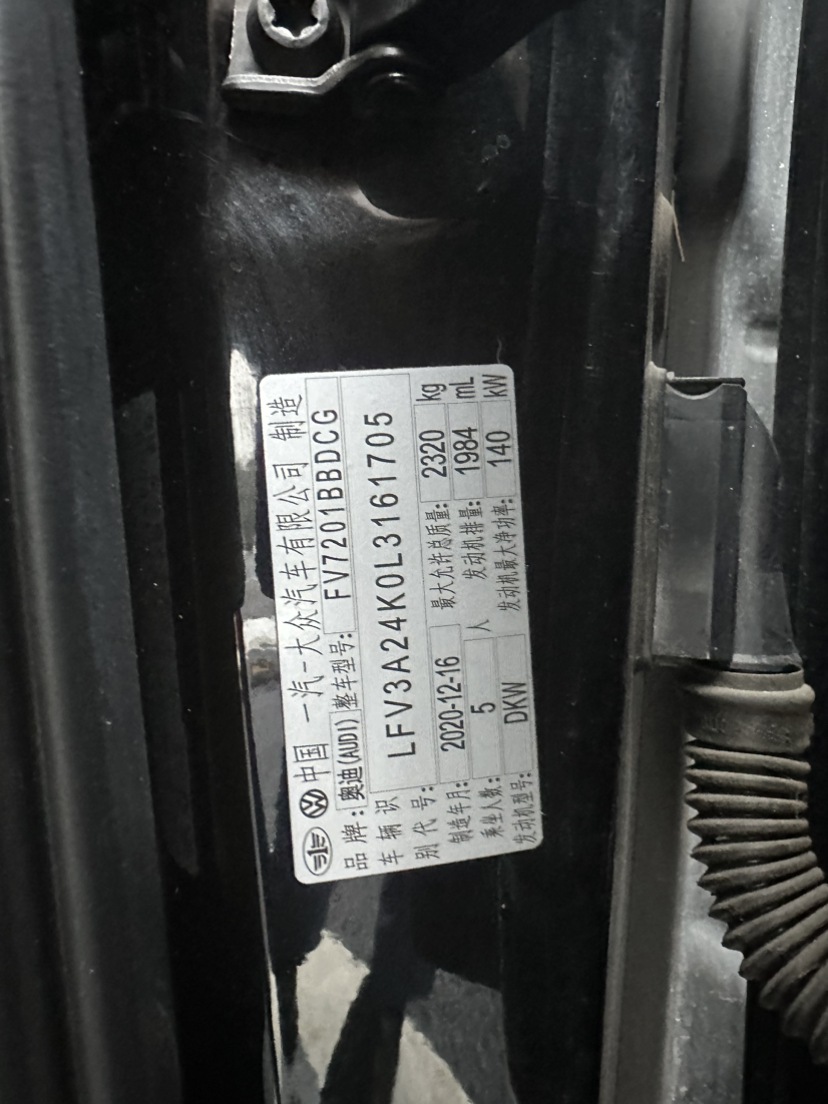 中国 一汽-大众汽车有限公司 制造
品牌:奥迪(AUDI) 整车型号:FV7201BBDCG
车辆识别代号:LFV3A24K0L3161705
制造年月:2020-12-16 最大允许总质量:2320 kg
乘坐人数:5 人 发动机排量:1984 mL
发动机型号:DKW 发动机最大净功率:140 kW